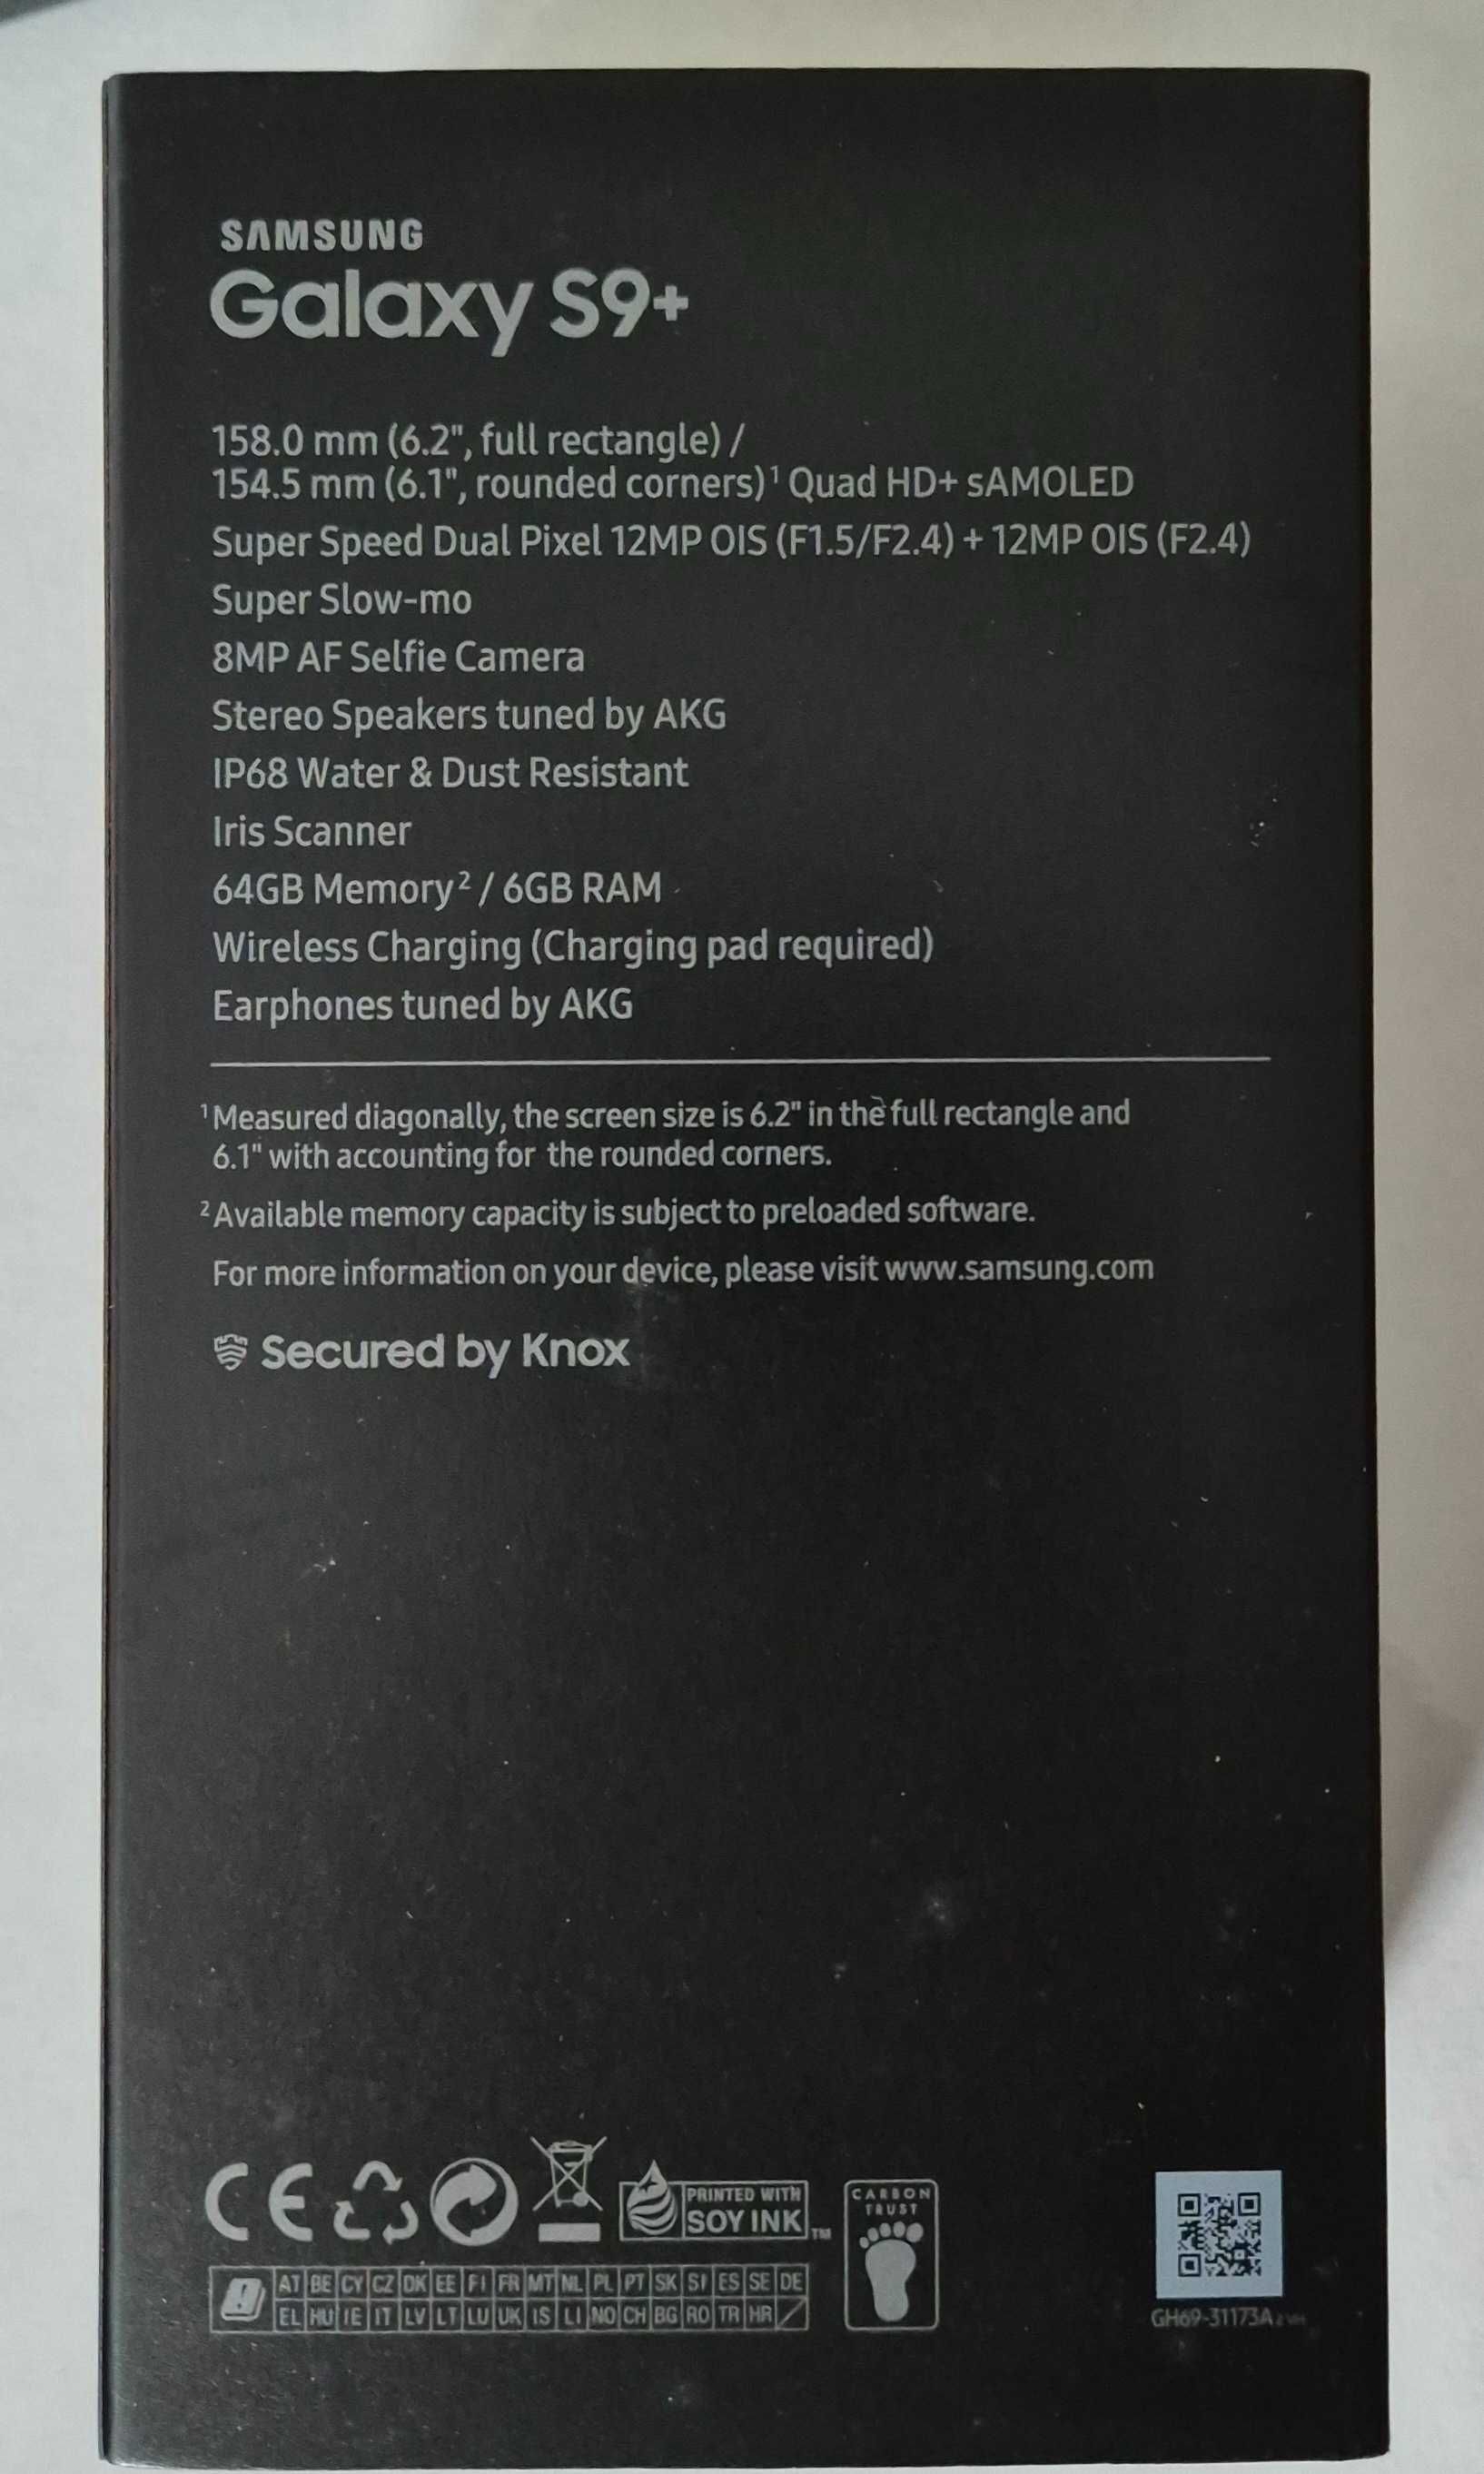 SAMSUNG
Galaxy S9+
158.0 mm (6.2", full rectangle) /
154.5 mm (6.1", rounded corners)¹ Quad HD+ sAMOLED
Super Speed Dual Pixel 12MP OIS (F1.5/F2.4) + 12MP OIS (F2.4)
Super Slow-mo
8MP AF Selfie Camera
Stereo Speakers tuned by AKG
IP68 Water & Dust Resistant
Iris Scanner
64GB Memory² / 6GB RAM
Wireless Charging (Charging pad required)
Earphones tuned by AKG
¹ Measured diagonally, the screen size is 6.2" in the full rectangle and
6.1" with accounting for the rounded corners.
² Available memory capacity is subject to preloaded software.
For more information on your device, please visit www.samsung.com
Secured by Knox
CE
PRINTED WITH
SOY INK™
CARBON
TRUST
AT BE CY CZ DK EE FI FR MT NL PL PT SK SI ES SE DE
EL HU IE IT LV LT LU UK IS LI NO CH BG RO TR HR
GH69-31173A